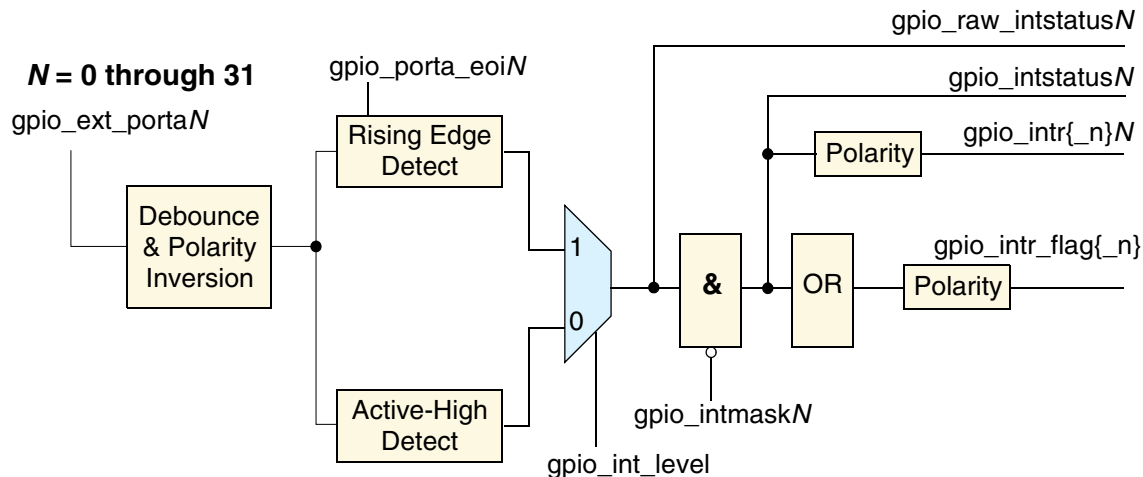 gpio_raw_intstatusN
N = 0 through 31
gpio_porta_eoiN
gpio_intstatusN
gpio_ext_portaN
Rising Edge
Detect
gpio_intr{_n}N
Polarity
Debounce
& Polarity
Inversion
1
0
&
OR
gpio_intr_flag{_n}
Polarity
Active-High
Detect
gpio_intmaskN
gpio_int_level